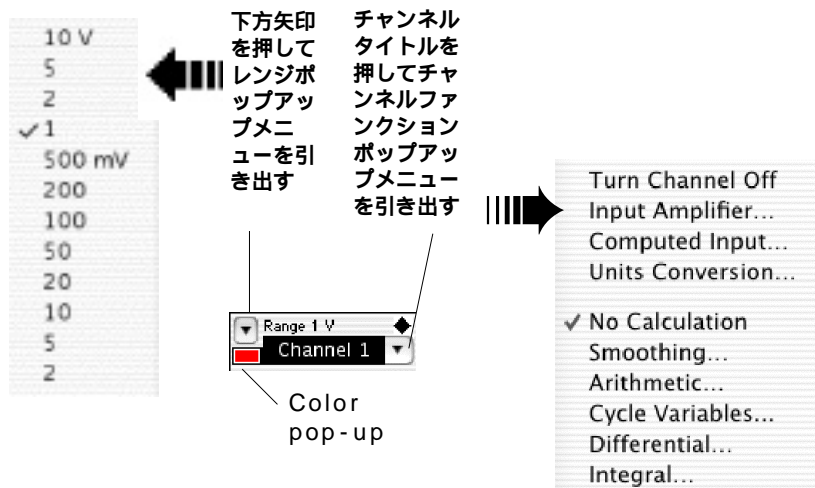 10 V
5
2
✓1
500 mV
200
100
50
20
10
5
2
下方矢印
を押して
レンジポ
ップアッ
プメニ
ューを引
き出す
チャンネル
タイトルを
押してチャ
ンネルファ
ンクション
ポップアッ
プメニュー
を引き出す
Range 1 V
Channel 1
Color
pop-up
Turn Channel Off
Input Amplifier...
Computed Input...
Units Conversion...
✓ No Calculation
Smoothing...
Arithmetic...
Cycle Variables...
Differential...
Integral...